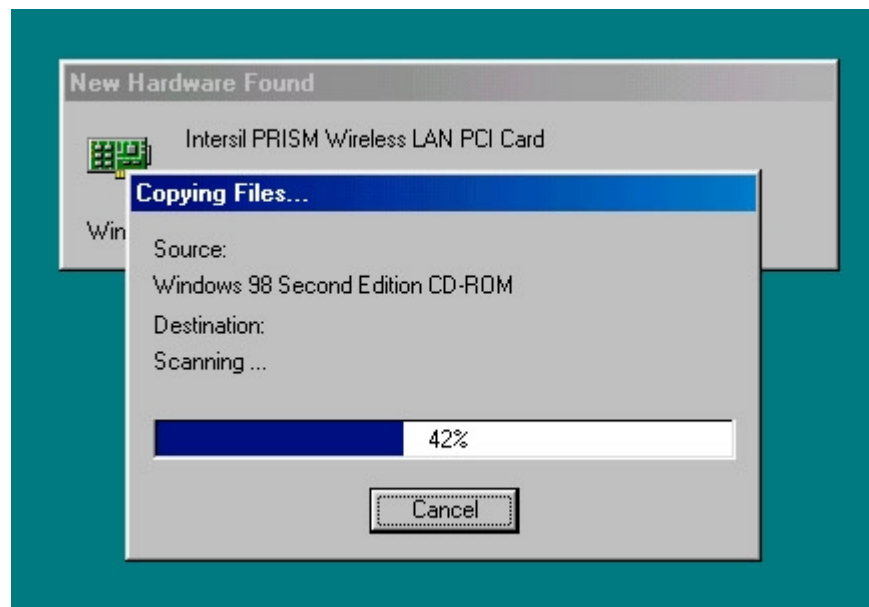 New Hardware Found
Intersil PRISM Wireless LAN PCI Card
Win
Copying Files...
Source:
Windows 98 Second Edition CD-ROM
Destination:
Scanning ...
42%
Cancel